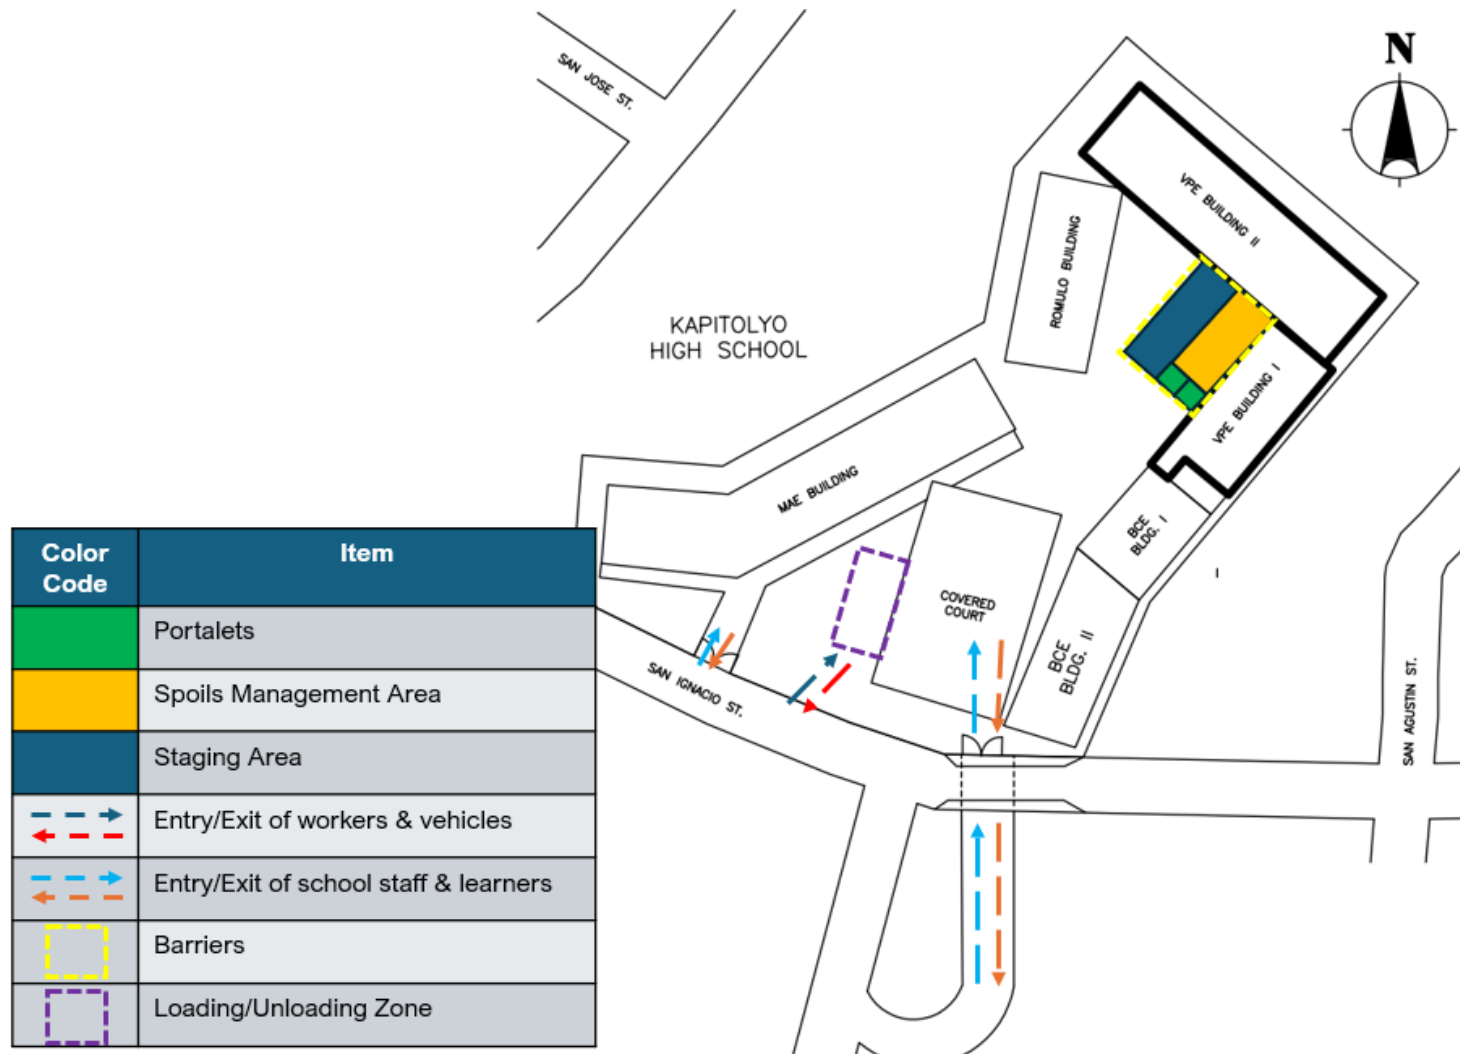 SAN JOSE ST.
N
VPE BUILDING II
ROMULO BUILDING
KAPITOLYO
HIGH SCHOOL
VPE BUILDING I
MAE BUILDING
BCE
BLDG. I
I
COVERED
COURT
BCE
BLDG. II
SAN IGNACIO ST.
SAN AGUSTIN ST.
Color
Code
Item
Portalets
Spoils Management Area
Staging Area
Entry/Exit of workers & vehicles
Entry/Exit of school staff & learners
Barriers
Loading/Unloading Zone